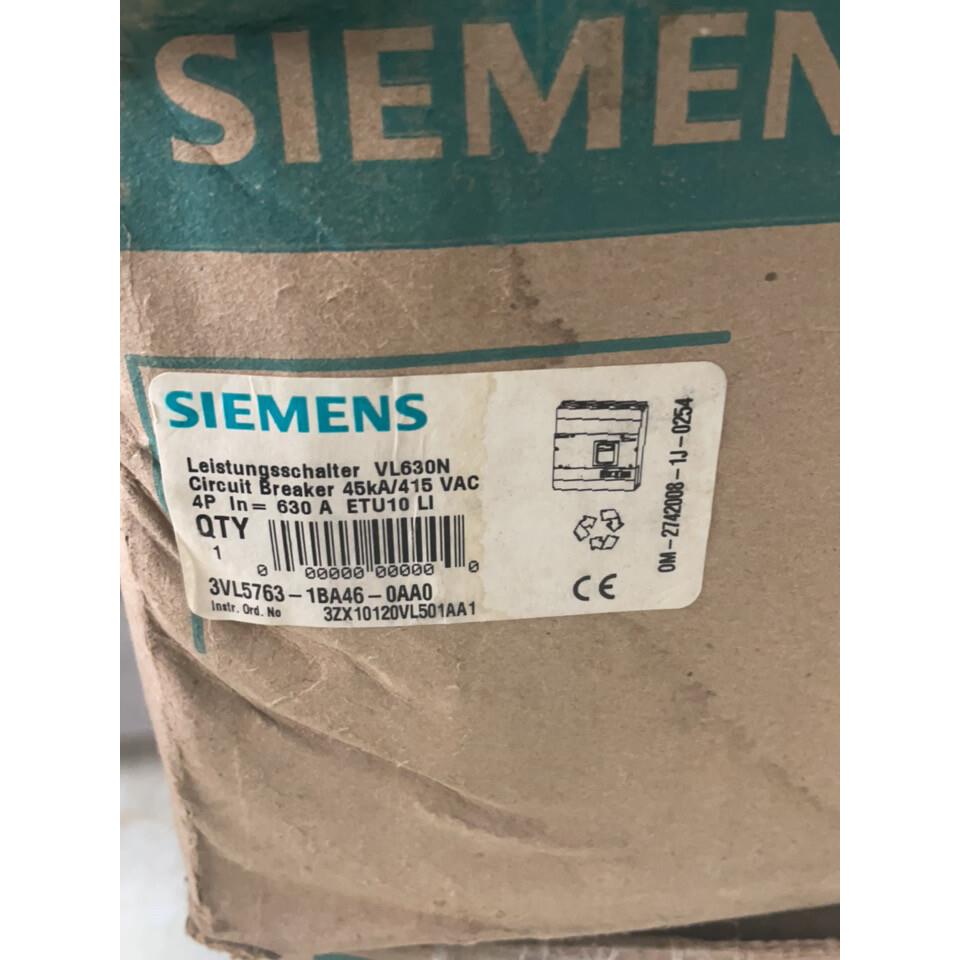 SIEMEN
SIEMENS
Leistungsschalter VL630N
Circuit Breaker 45kA/415 VAC
4P In= 630 A ETU10 LI
QTY
1
0 00000 00000 0
3VL5763-1BA46-0AA0
Instr. Ord. No 3ZX10120VL501AA1
CE
0M-2742008-1J-0254